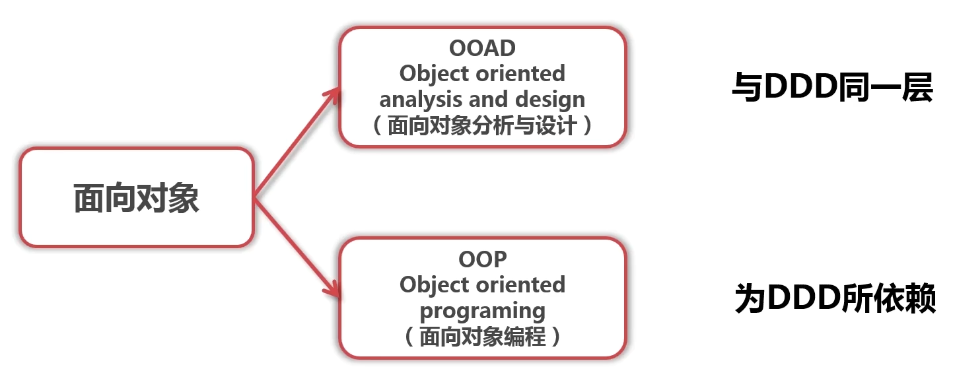 面向对象
OOAD
Object oriented
analysis and design
（面向对象分析与设计）
与DDD同一层
OOP
Object oriented
programing
（面向对象编程）
为DDD所依赖